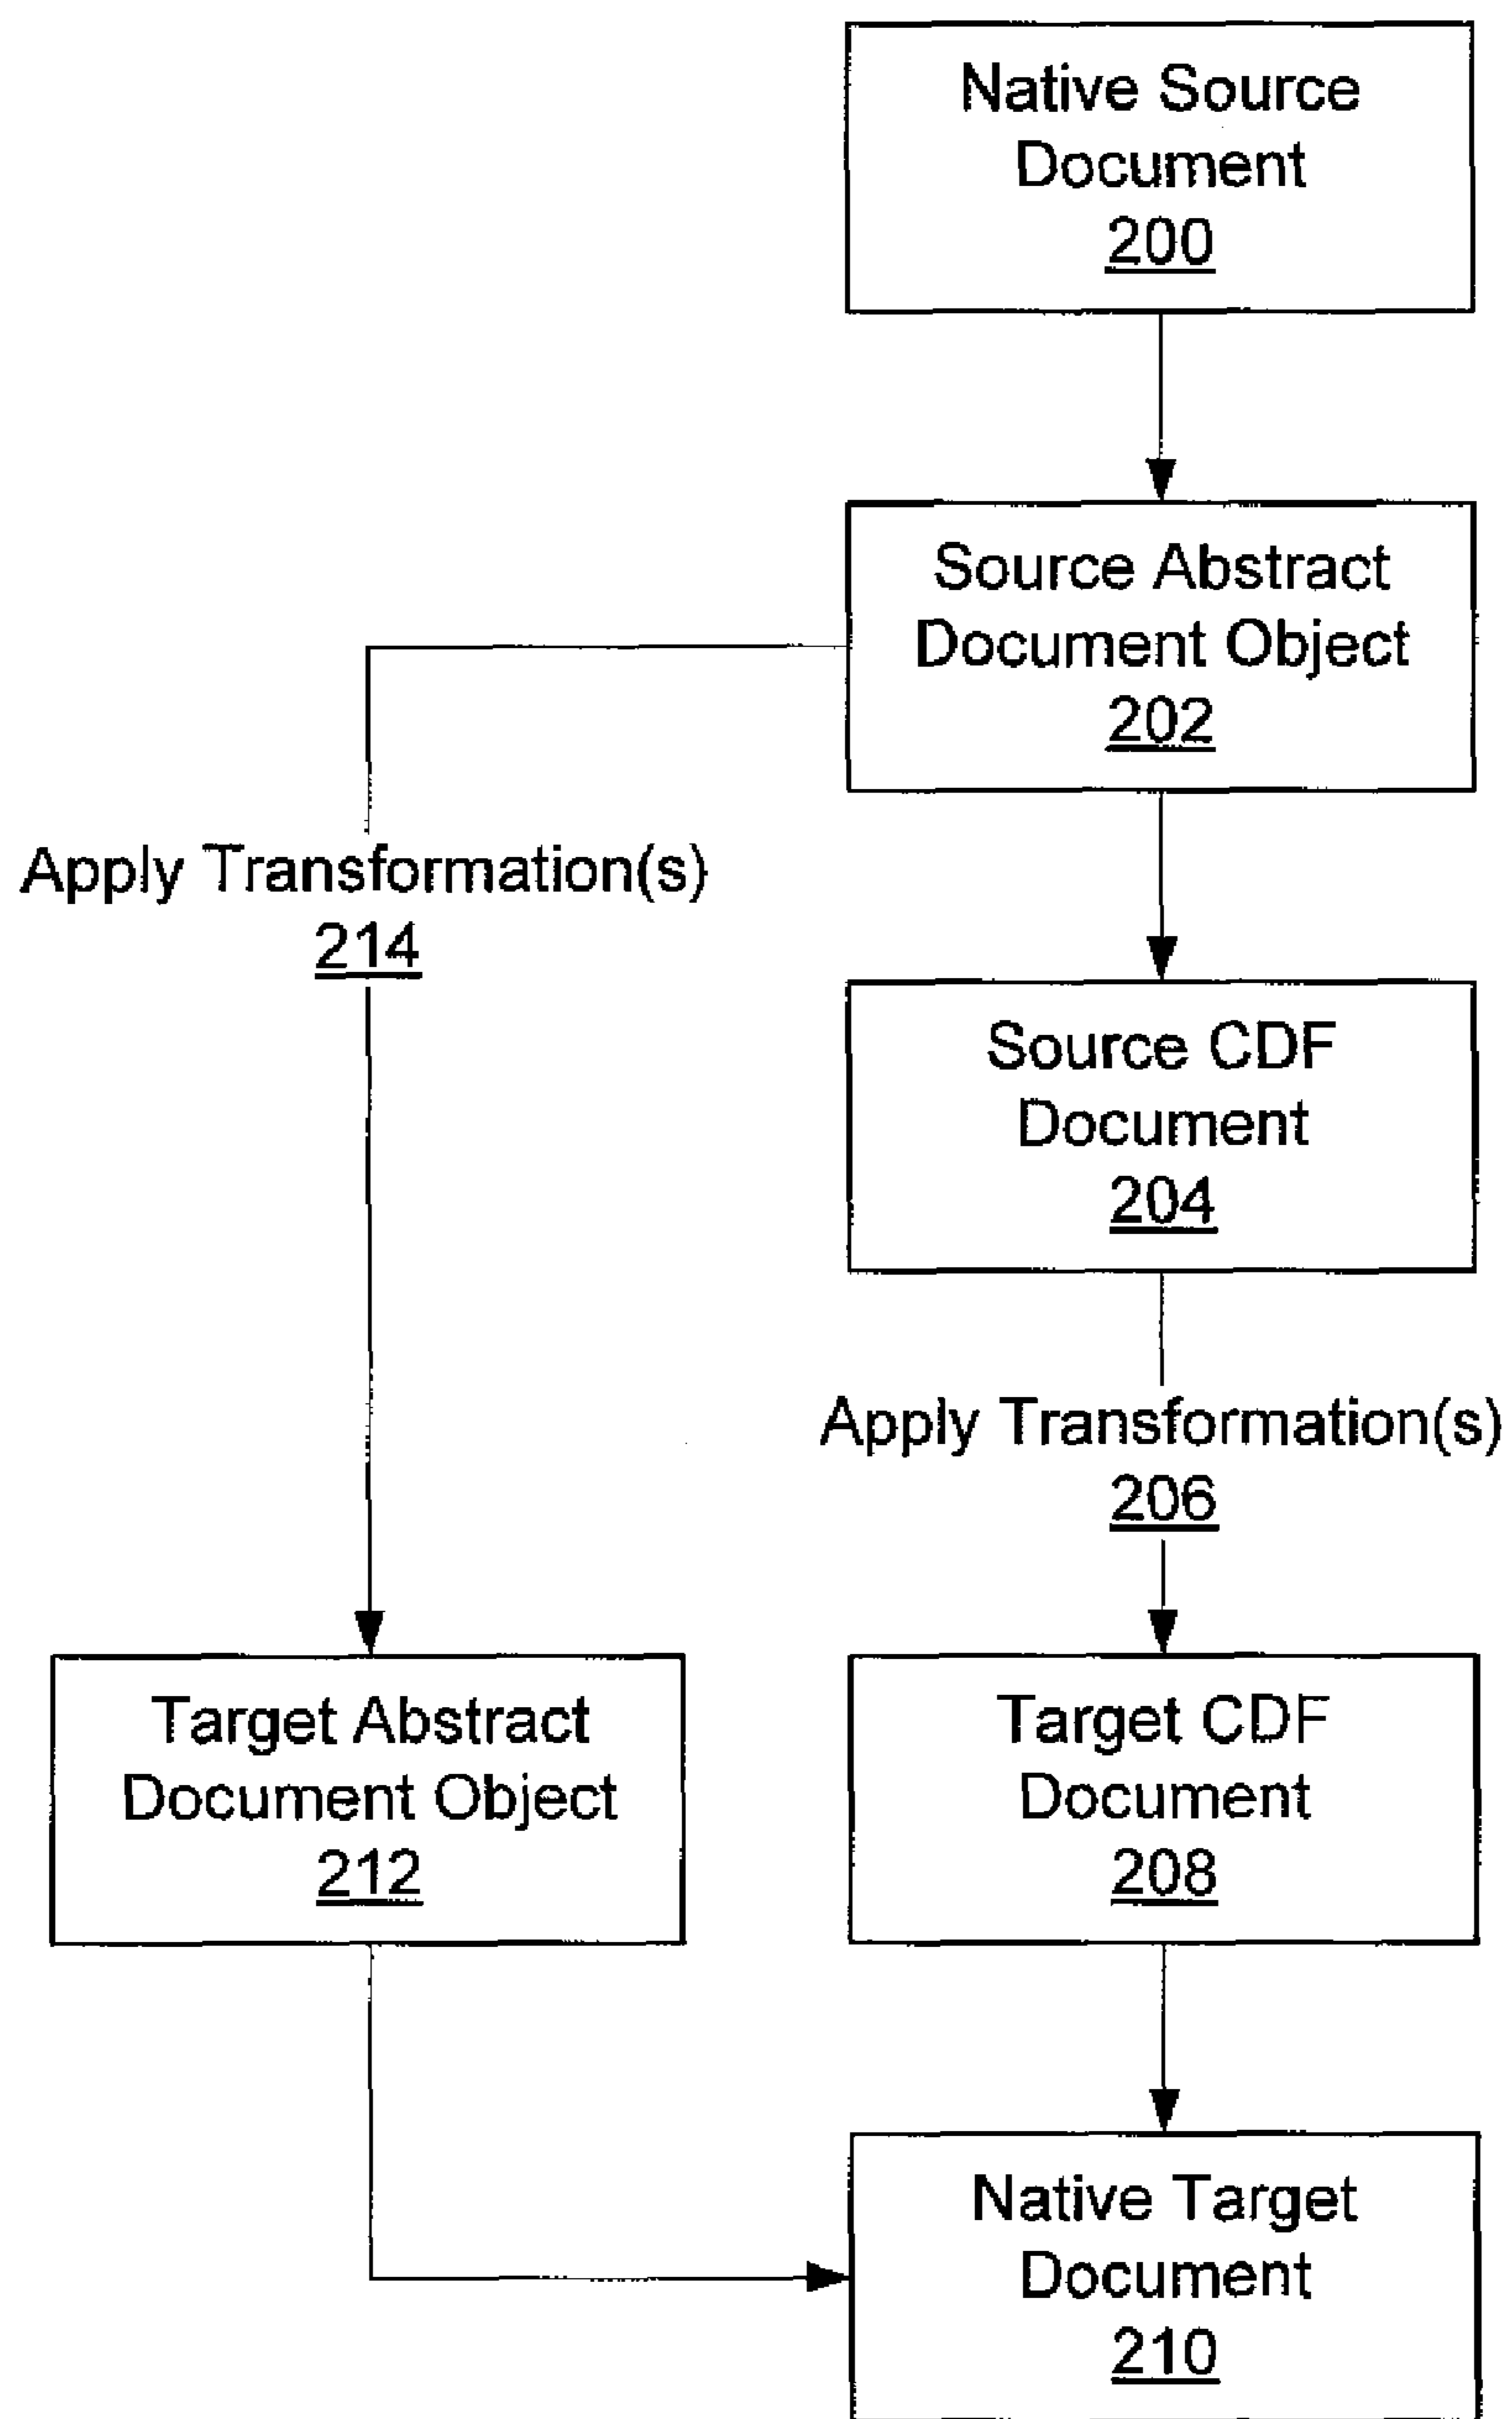 Native Source
Document
200
Source Abstract
Document Object
202
Apply Transformation(s)
214
Source CDF
Document
204
Apply Transformation(s)
206
Target Abstract
Document Object
212
Target CDF
Document
208
Native Target
Document
210